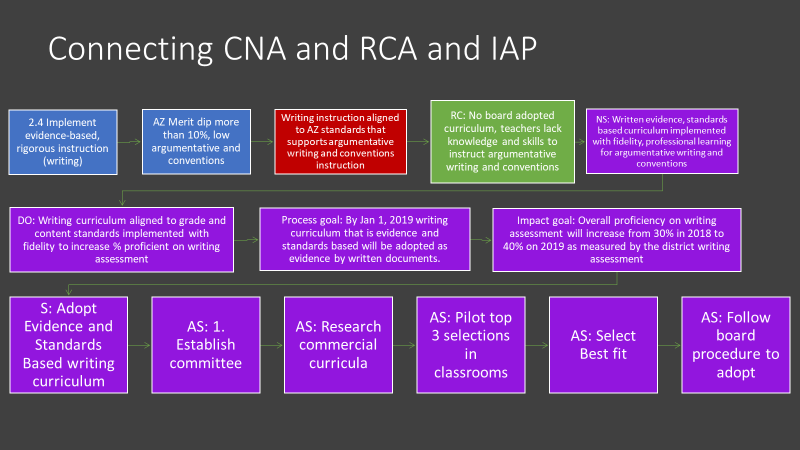 Connecting CNA and RCA and IAP
2.4 Implement
evidence-based,
rigorous instruction
(writing)
AZ Merit dip more
than 10%, low
argumentative and
conventions
Writing instruction aligned
to AZ standards that
supports argumentative
writing and conventions
instruction
RC: No board adopted
curriculum, teachers lack
knowledge and skills to
instruct argumentative
writing and conventions
NS: Written evidence, standards
based curriculum implemented
with fidelity, professional learning
for argumentative writing and
conventions
DO: Writing curriculum aligned to grade and
content standards implemented with
fidelity to increase % proficient on writing
assessment
Process goal: By Jan 1, 2019 writing
curriculum that is evidence and
standards based will be adopted as
evidence by written documents.
Impact goal: Overall proficiency on writing
assessment will increase from 30% in 2018 to
40% on 2019 as measured by the district writing
assessment
S: Adopt
Evidence and
Standards
Based writing
curriculum
AS: 1.
Establish
committee
AS: Research
commercial
curricula
AS: Pilot top
3 selections
in
classrooms
AS: Select
Best fit
AS: Follow
board
procedure to
adopt